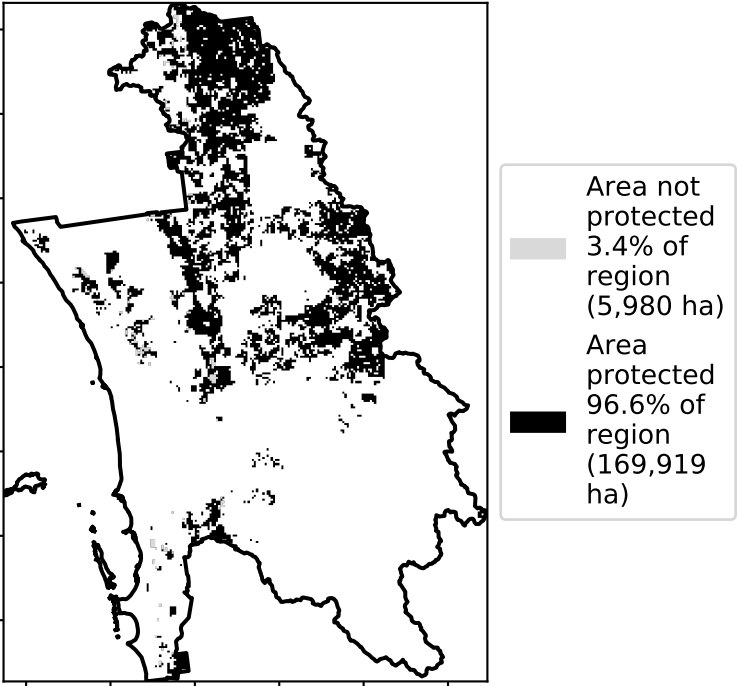 Area not
protected
3.4% of
region
(5,980 ha)
Area
protected
96.6% of
region
(169,919
ha)